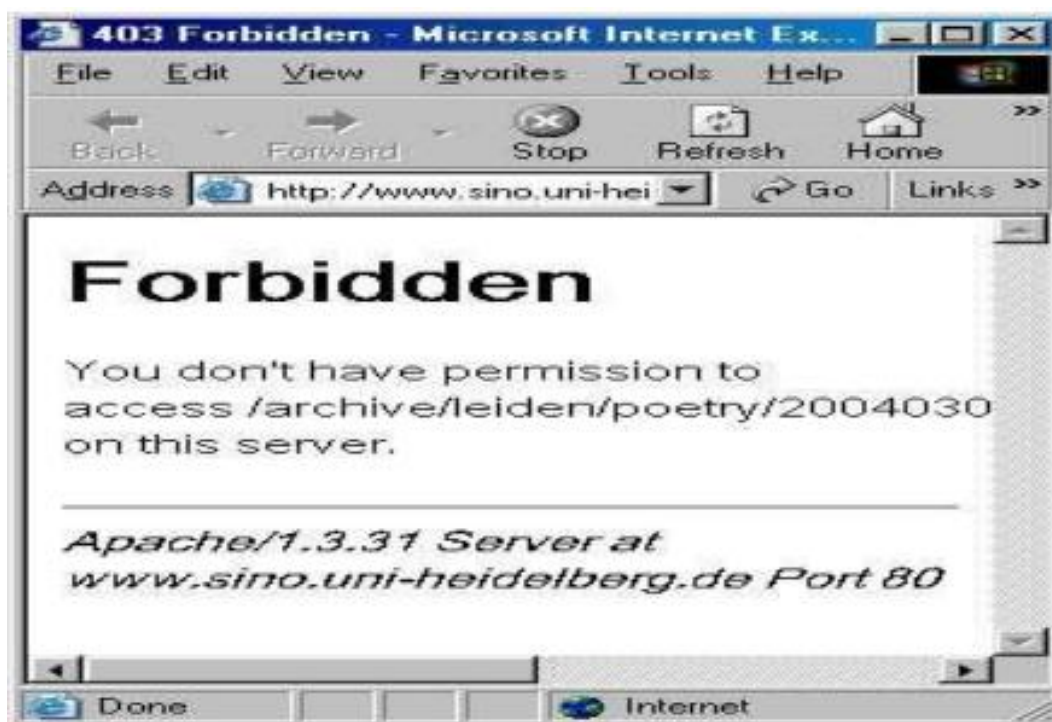 403 Forbidden - Microsoft Internet Ex...
File Edit View Favorites Tools Help
Back Forward Stop Refresh Home »
Address http://www.sino.uni-hei Go Links »
Forbidden
You don't have permission to
access /archive/leiden/poetry/2004030
on this server.
Apache/1.3.31 Server at
www.sino.uni-heidelberg.de Port 80
Done Internet